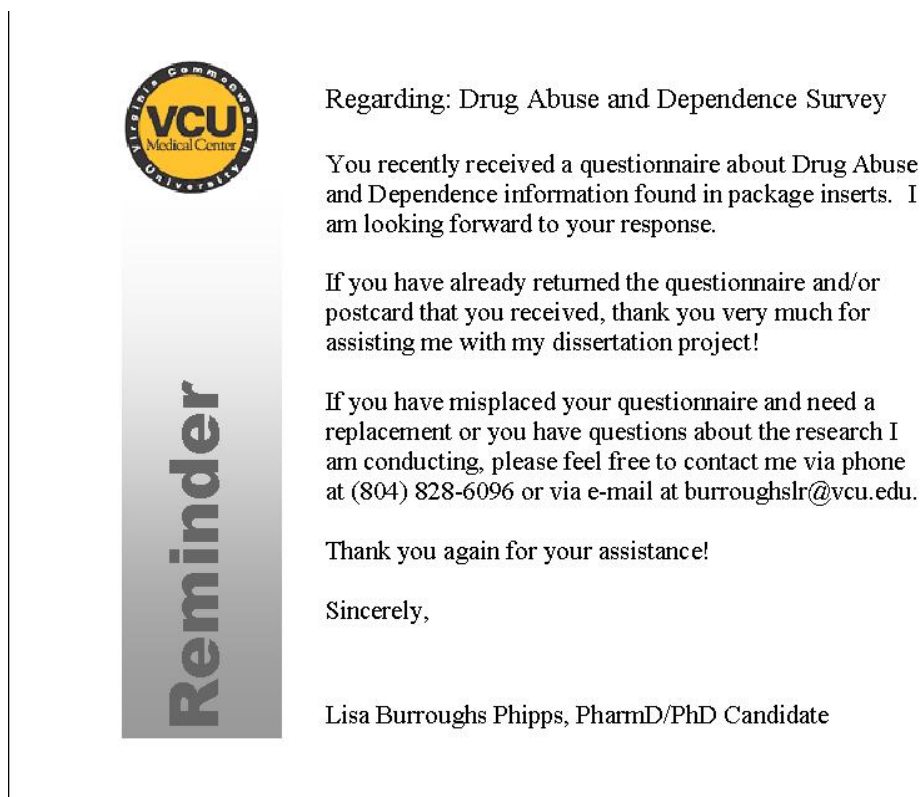 Virginia Commonwealth University
VCU
Medical Center
Reminder
Regarding: Drug Abuse and Dependence Survey
You recently received a questionnaire about Drug Abuse
and Dependence information found in package inserts.  I
am looking forward to your response.
If you have already returned the questionnaire and/or
postcard that you received, thank you very much for
assisting me with my dissertation project!
If you have misplaced your questionnaire and need a
replacement or you have questions about the research I
am conducting, please feel free to contact me via phone
at (804) 828-6096 or via e-mail at burroughslr@vcu.edu.
Thank you again for your assistance!
Sincerely,
Lisa Burroughs Phipps, PharmD/PhD Candidate